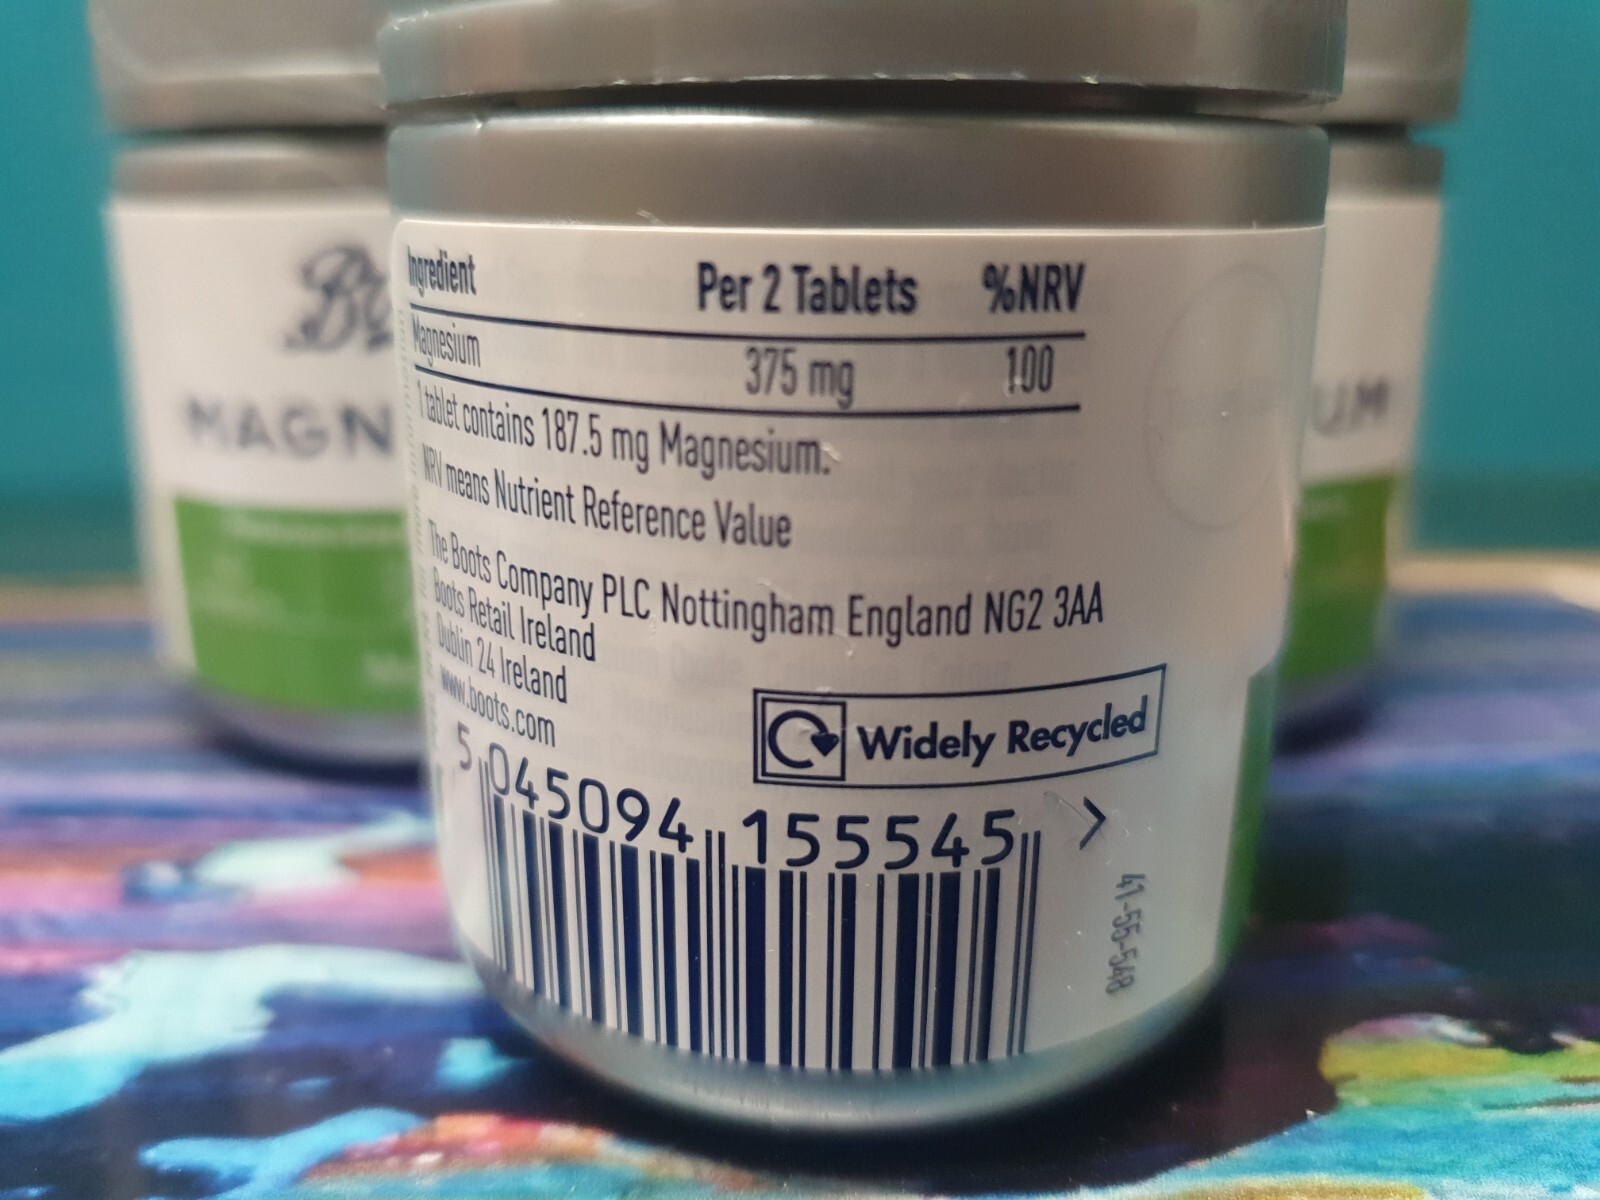 Ingredient Per 2 Tablets %NRV
Magnesium 375 mg 100
1 tablet contains 187.5 mg Magnesium.
NRV means Nutrient Reference Value
The Boots Company PLC Nottingham England NG2 3AA
Boots Retail Ireland
Dublin 24 Ireland
www.boots.com
Widely Recycled
5 045094 155545 >
41-55-548
MAGN
UM